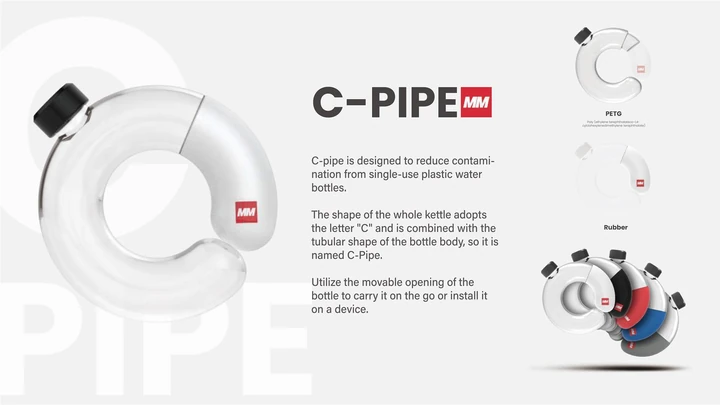 C-PIPE MM
C-pipe is designed to reduce contami-
nation from single-use plastic water
bottles.
The shape of the whole kettle adopts
the letter "C" and is combined with the
tubular shape of the bottle body, so it is
named C-Pipe.
Utilize the movable opening of the
bottle to carry it on the go or install it
on a device.
MM
PIPE
PETG
Rubber